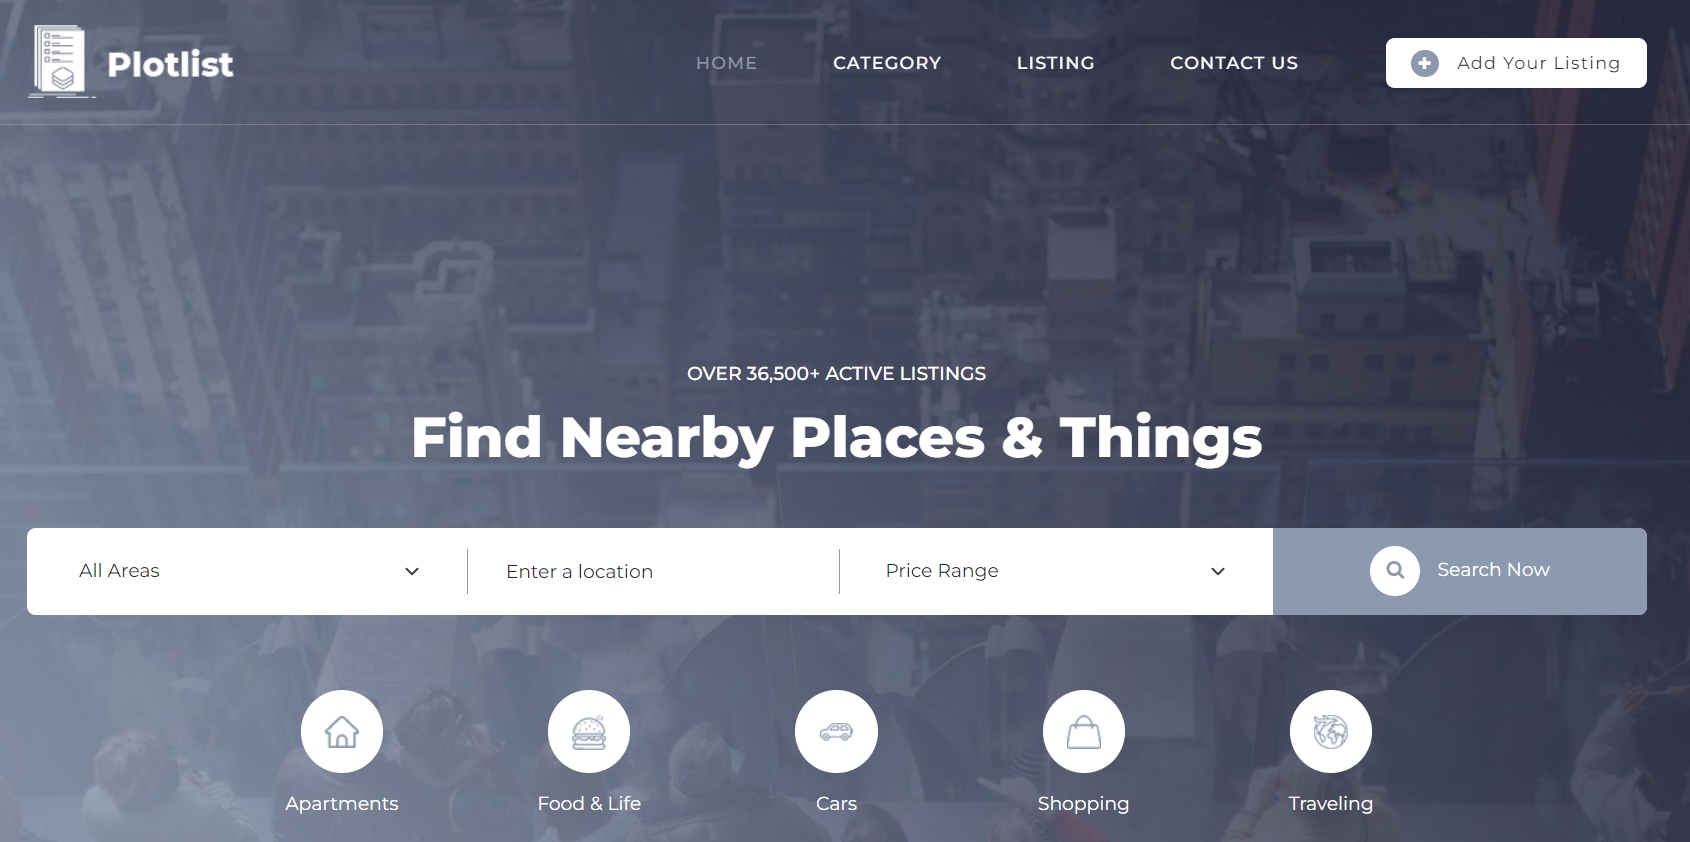 Plotlist
HOME CATEGORY LISTING CONTACT US Add Your Listing
OVER 36,500+ ACTIVE LISTINGS
Find Nearby Places & Things
All Areas Enter a location Price Range Search Now
Apartments Food & Life Cars Shopping Traveling